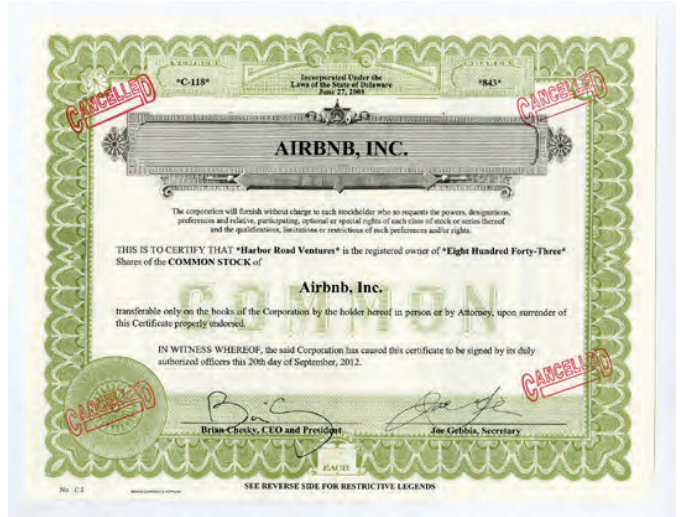 NUMBER
SHARES
*C-118*
Incorporated Under the
Laws of the State of Delaware
June 27, 2008
*843*
CANCELLED
CANCELLED
AIRBNB, INC.
The corporation will furnish without charge to each stockholder who so requests the powers, designations,
preferences and relative, participating, optional or special rights of each class of stock or series thereof
and the qualifications, limitations or restrictions of such preferences and/or rights.
THIS IS TO CERTIFY THAT *Harbor Road Ventures* is the registered owner of *Eight Hundred Forty-Three*
Shares of the COMMON STOCK of
Airbnb, Inc.
COMMON
transferable only on the books of the Corporation by the holder hereof in person or by Attorney, upon surrender of
this Certificate properly endorsed.
IN WITNESS WHEREOF, the said Corporation has caused this certificate to be signed by its duly
authorized officers this 20th day of September, 2012.
CANCELLED
CANCELLED
Brian Chesky, CEO and President
Joe Gebbia, Secretary
EACH
SEE REVERSE SIDE FOR RESTRICTIVE LEGENDS